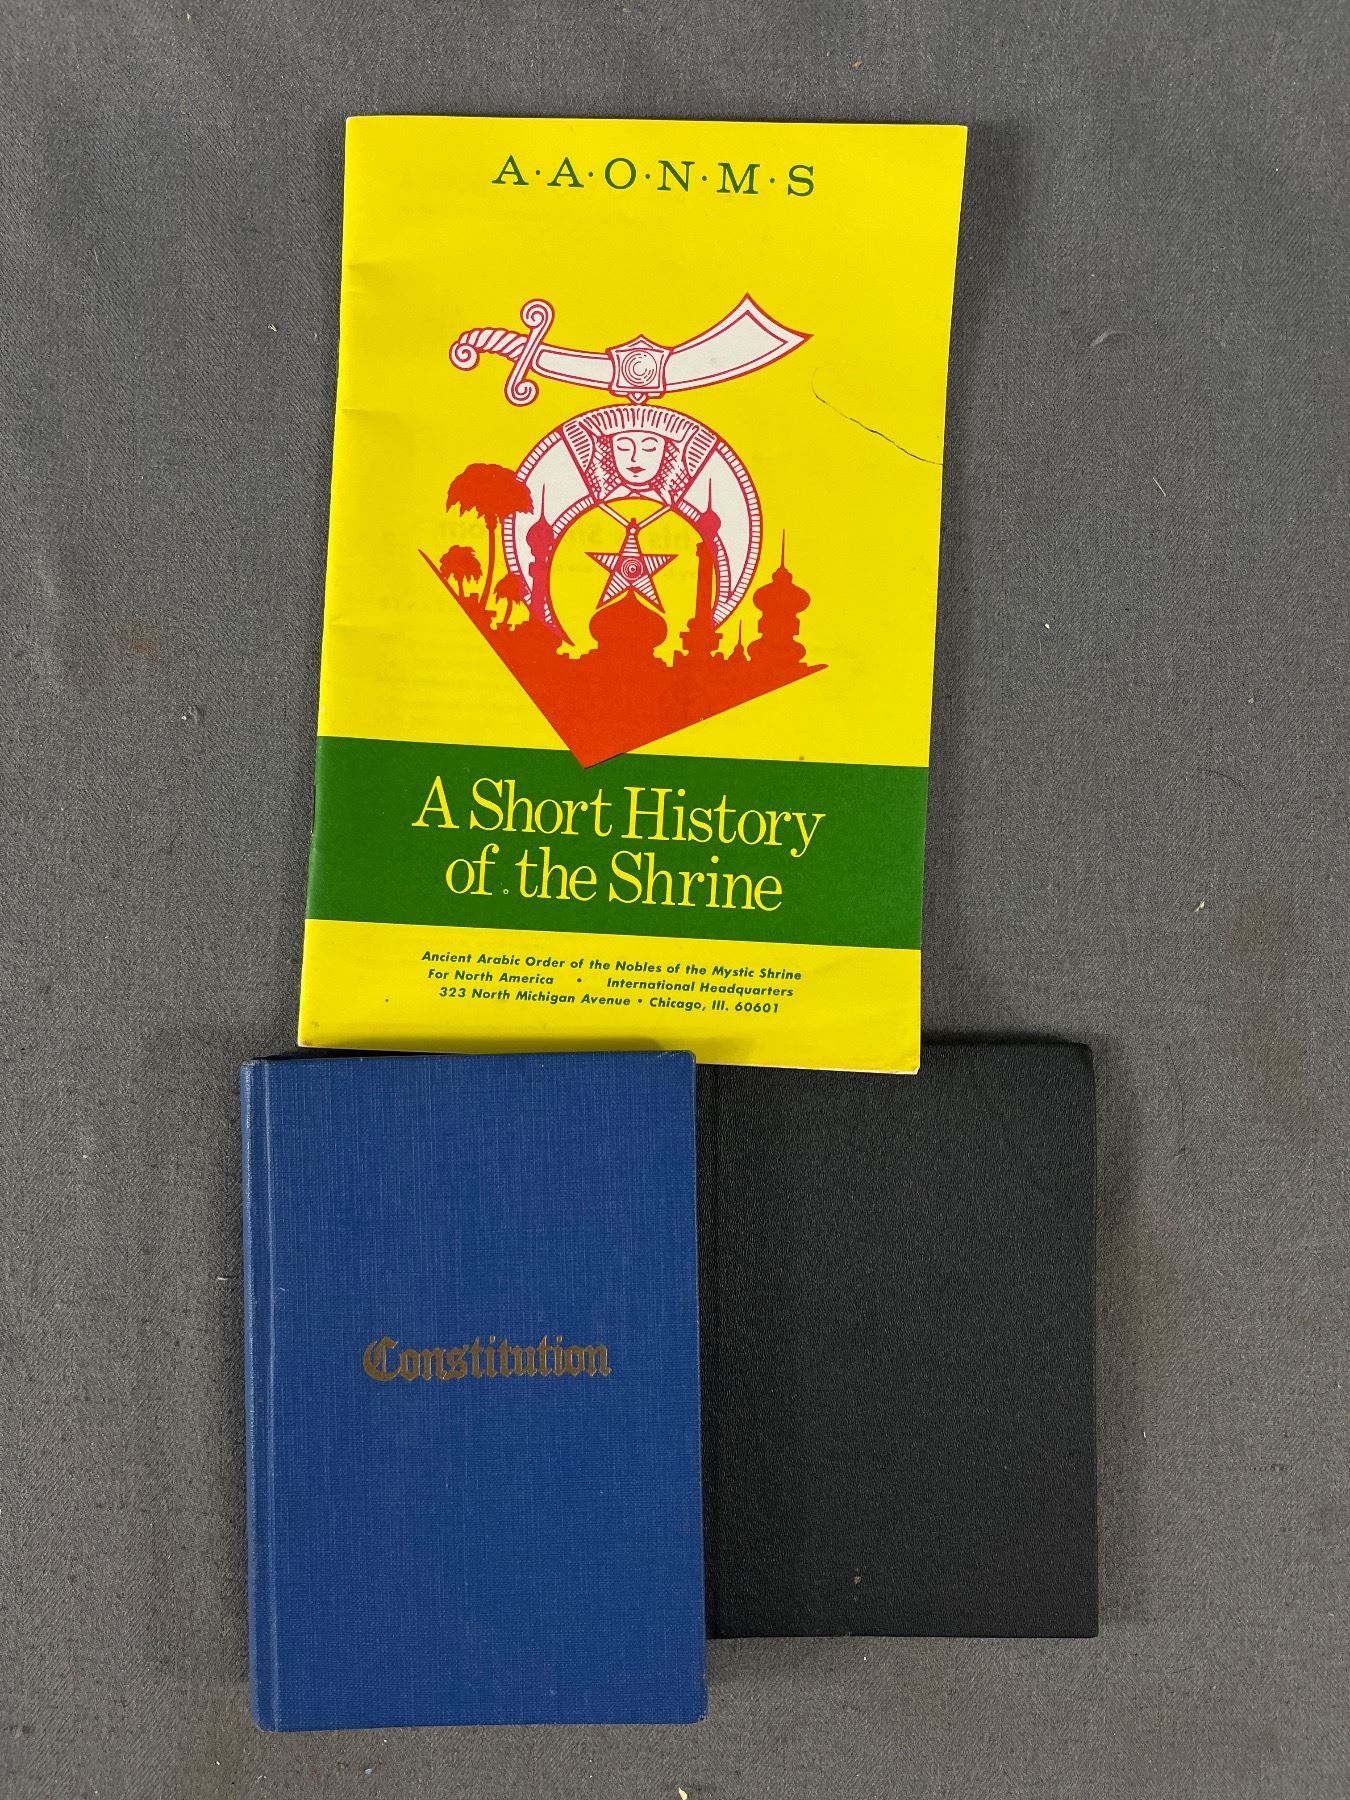 A·A·O·N·M·S
A Short History
of the Shrine
Ancient Arabic Order of the Nobles of the Mystic Shrine
For North America • International Headquarters
323 North Michigan Avenue • Chicago, Ill. 60601
Constitution